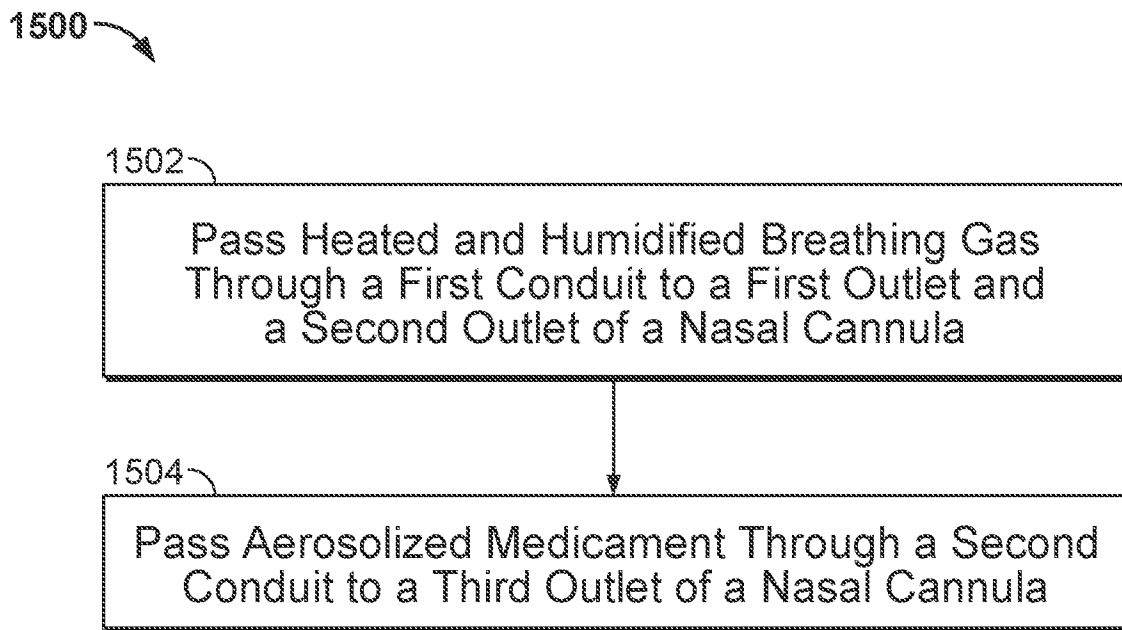 1500
1502
Pass Heated and Humidified Breathing Gas
Through a First Conduit to a First Outlet and
a Second Outlet of a Nasal Cannula
1504
Pass Aerosolized Medicament Through a Second
Conduit to a Third Outlet of a Nasal Cannula